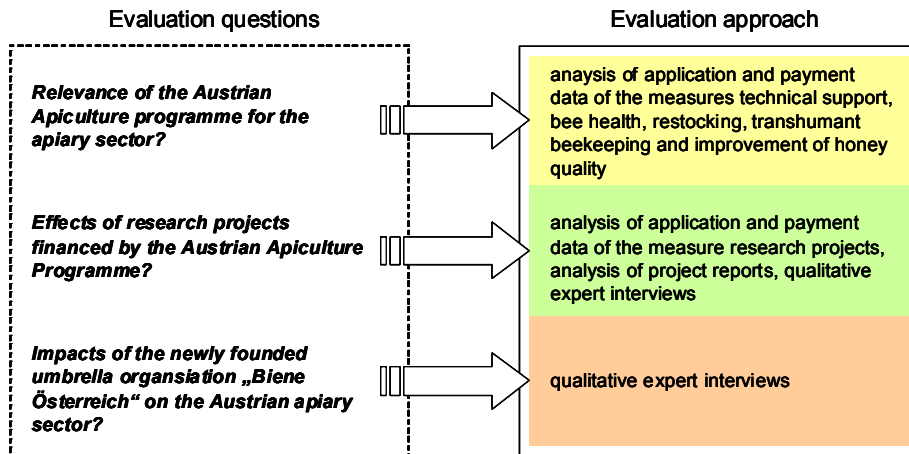 Evaluation questions
Evaluation approach
Relevance of the Austrian
Apiculture programme for the
apiary sector?
anaysis of application and payment
data of the measures technical support,
bee health, restocking, transhumant
beekeeping and improvement of honey
quality
Effects of research projects
financed by the Austrian Apiculture
Programme?
analysis of application and payment
data of the measure research projects,
analysis of project reports, qualitative
expert interviews
Impacts of the newly founded
umbrella organsiation „Biene
Österreich“ on the Austrian apiary
sector?
qualitative expert interviews